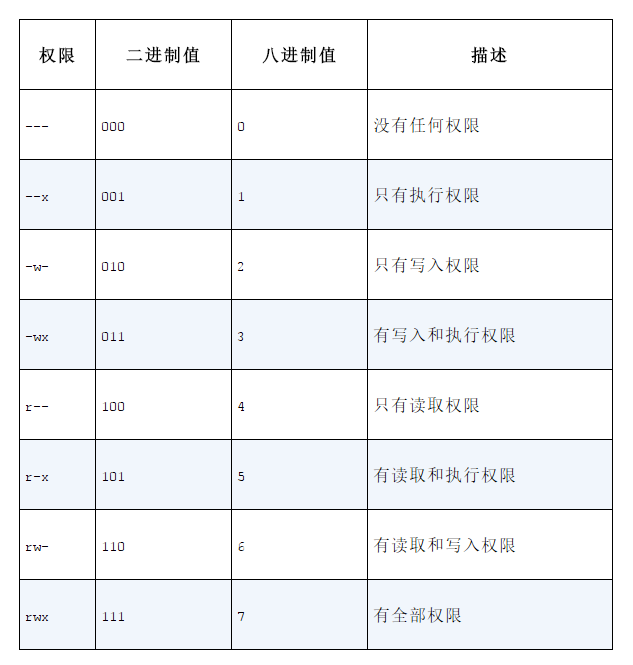 权限 二进制值 八进制值 描述
--- 000 0 没有任何权限
--x 001 1 只有执行权限
-w- 010 2 只有写入权限
-wx 011 3 有写入和执行权限
r-- 100 4 只有读取权限
r-x 101 5 有读取和执行权限
rw- 110 6 有读取和写入权限
rwx 111 7 有全部权限